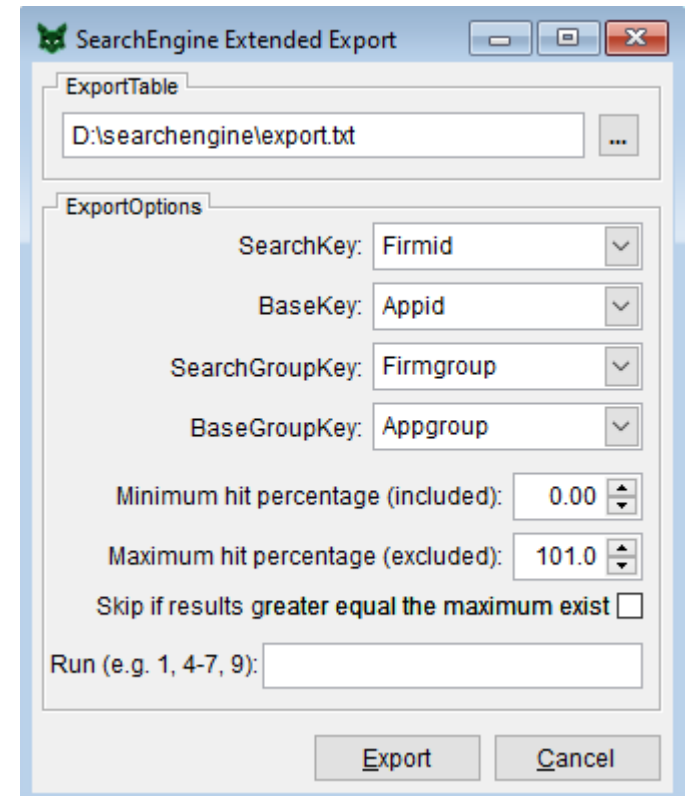 SearchEngine Extended Export
ExportTable
D:\searchengine\export.txt
...
ExportOptions
SearchKey: Firmid
BaseKey: Appid
SearchGroupKey: Firmgroup
BaseGroupKey: Appgroup
Minimum hit percentage (included): 0.00
Maximum hit percentage (excluded): 101.0
Skip if results greater equal the maximum exist
Run (e.g. 1, 4-7, 9):
Export Cancel